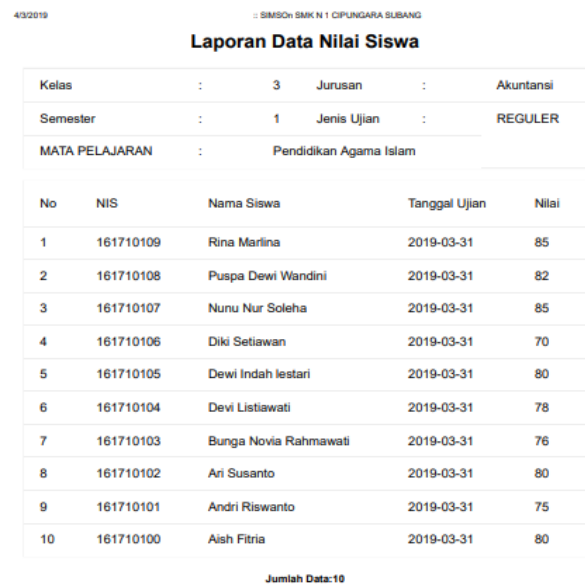 4/3/2019 :: SIMSOn SMK N 1 CIPUNGARA SUBANG
Laporan Data Nilai Siswa
Kelas : 3 Jurusan : Akuntansi
Semester : 1 Jenis Ujian : REGULER
MATA PELAJARAN : Pendidikan Agama Islam
No NIS Nama Siswa Tanggal Ujian Nilai
1 161710109 Rina Marlina 2019-03-31 85
2 161710108 Puspa Dewi Wandini 2019-03-31 82
3 161710107 Nunu Nur Soleha 2019-03-31 85
4 161710106 Diki Setiawan 2019-03-31 70
5 161710105 Dewi Indah lestari 2019-03-31 80
6 161710104 Devi Listiawati 2019-03-31 78
7 161710103 Bunga Novia Rahmawati 2019-03-31 76
8 161710102 Ari Susanto 2019-03-31 80
9 161710101 Andri Riswanto 2019-03-31 75
10 161710100 Aish Fitria 2019-03-31 80
Jumlah Data:10